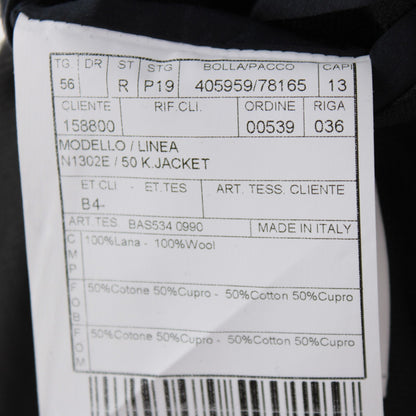 TG DR ST STG BOLLA/PACCO CAPI
56 R P19 405959/78165 13
CLIENTE RIF.CLI. ORDINE RIGA
158800 00539 036
MODELLO / LINEA
N1302E / 50 K.JACKET
ET.CLI - ET.TES ART. TESS. CLIENTE
B4-
ART.TES BAS534 0990 MADE IN ITALY
CMP 100%Lana - 100%Wool
FOB 50%Cotone 50%Cupro - 50%Cotton 50%Cupro
FOM 50%Cotone 50%Cupro - 50%Cotton 50%Cupro